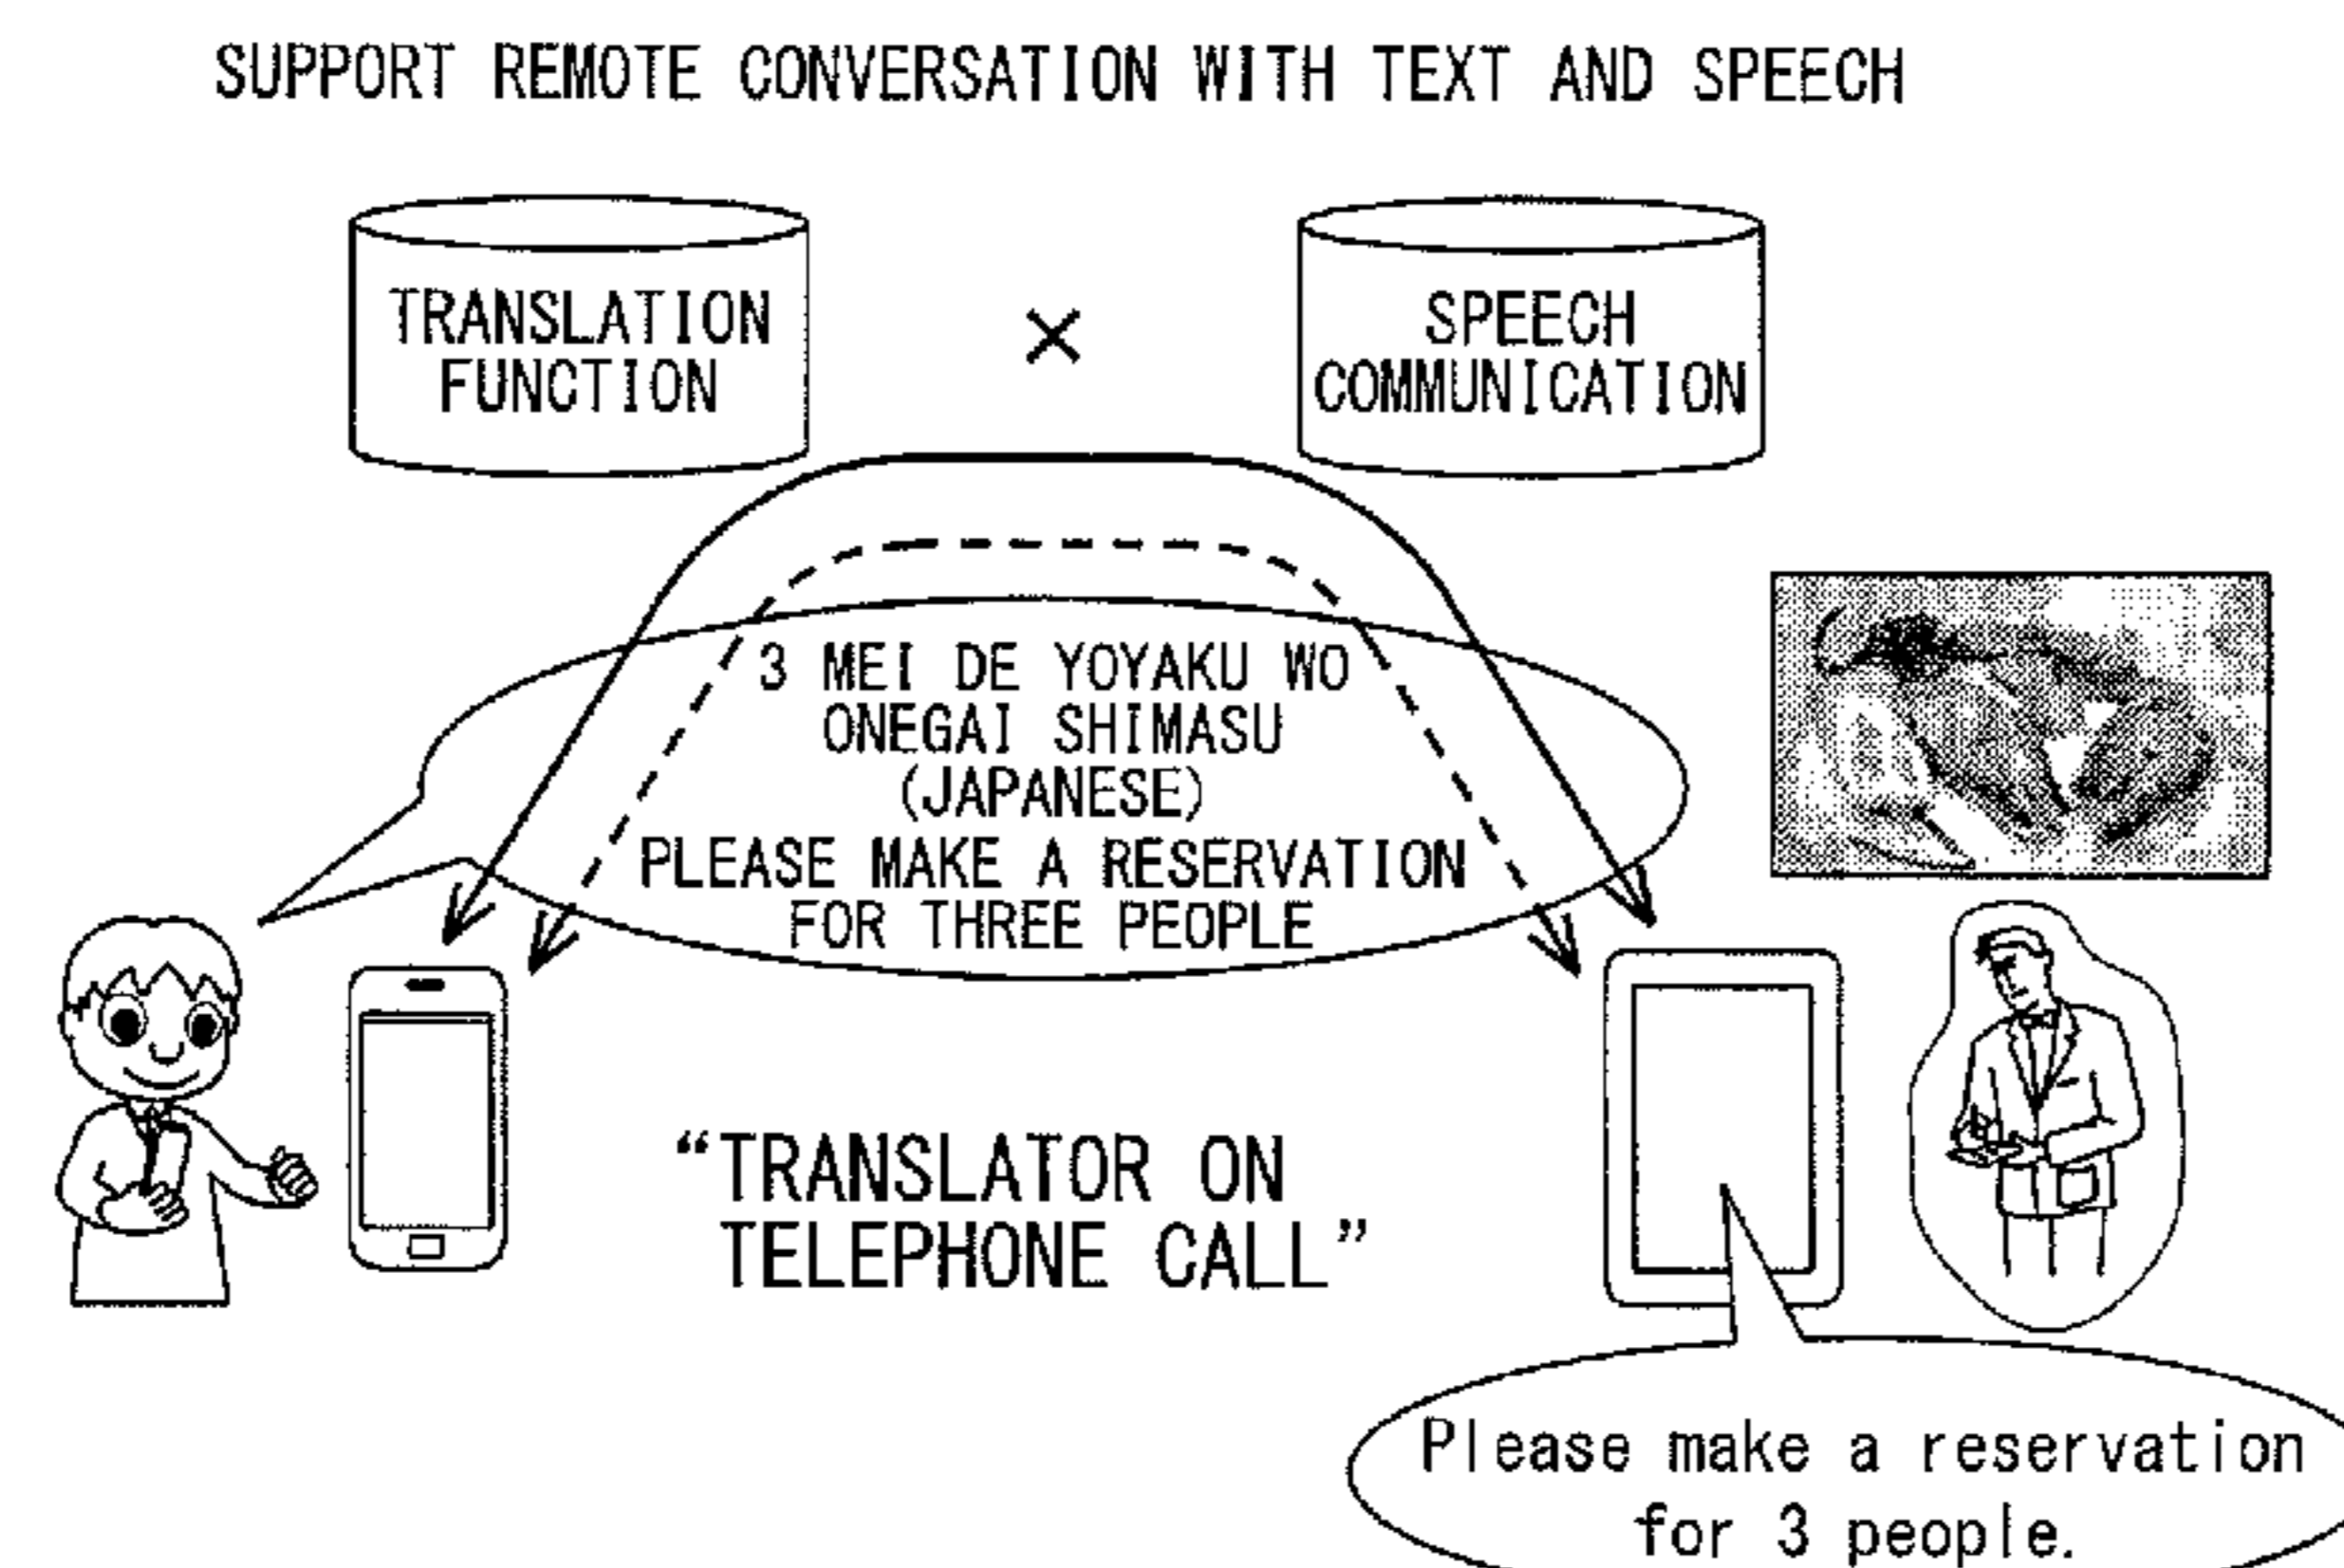 SUPPORT REMOTE CONVERSATION WITH TEXT AND SPEECH
TRANSLATION
FUNCTION
×
SPEECH
COMMUNICATION
3 MEI DE YOYAKU WO
ONEGAI SHIMASU
(JAPANESE)
PLEASE MAKE A RESERVATION
FOR THREE PEOPLE
“TRANSLATOR ON
TELEPHONE CALL”
Please make a reservation
for 3 people.